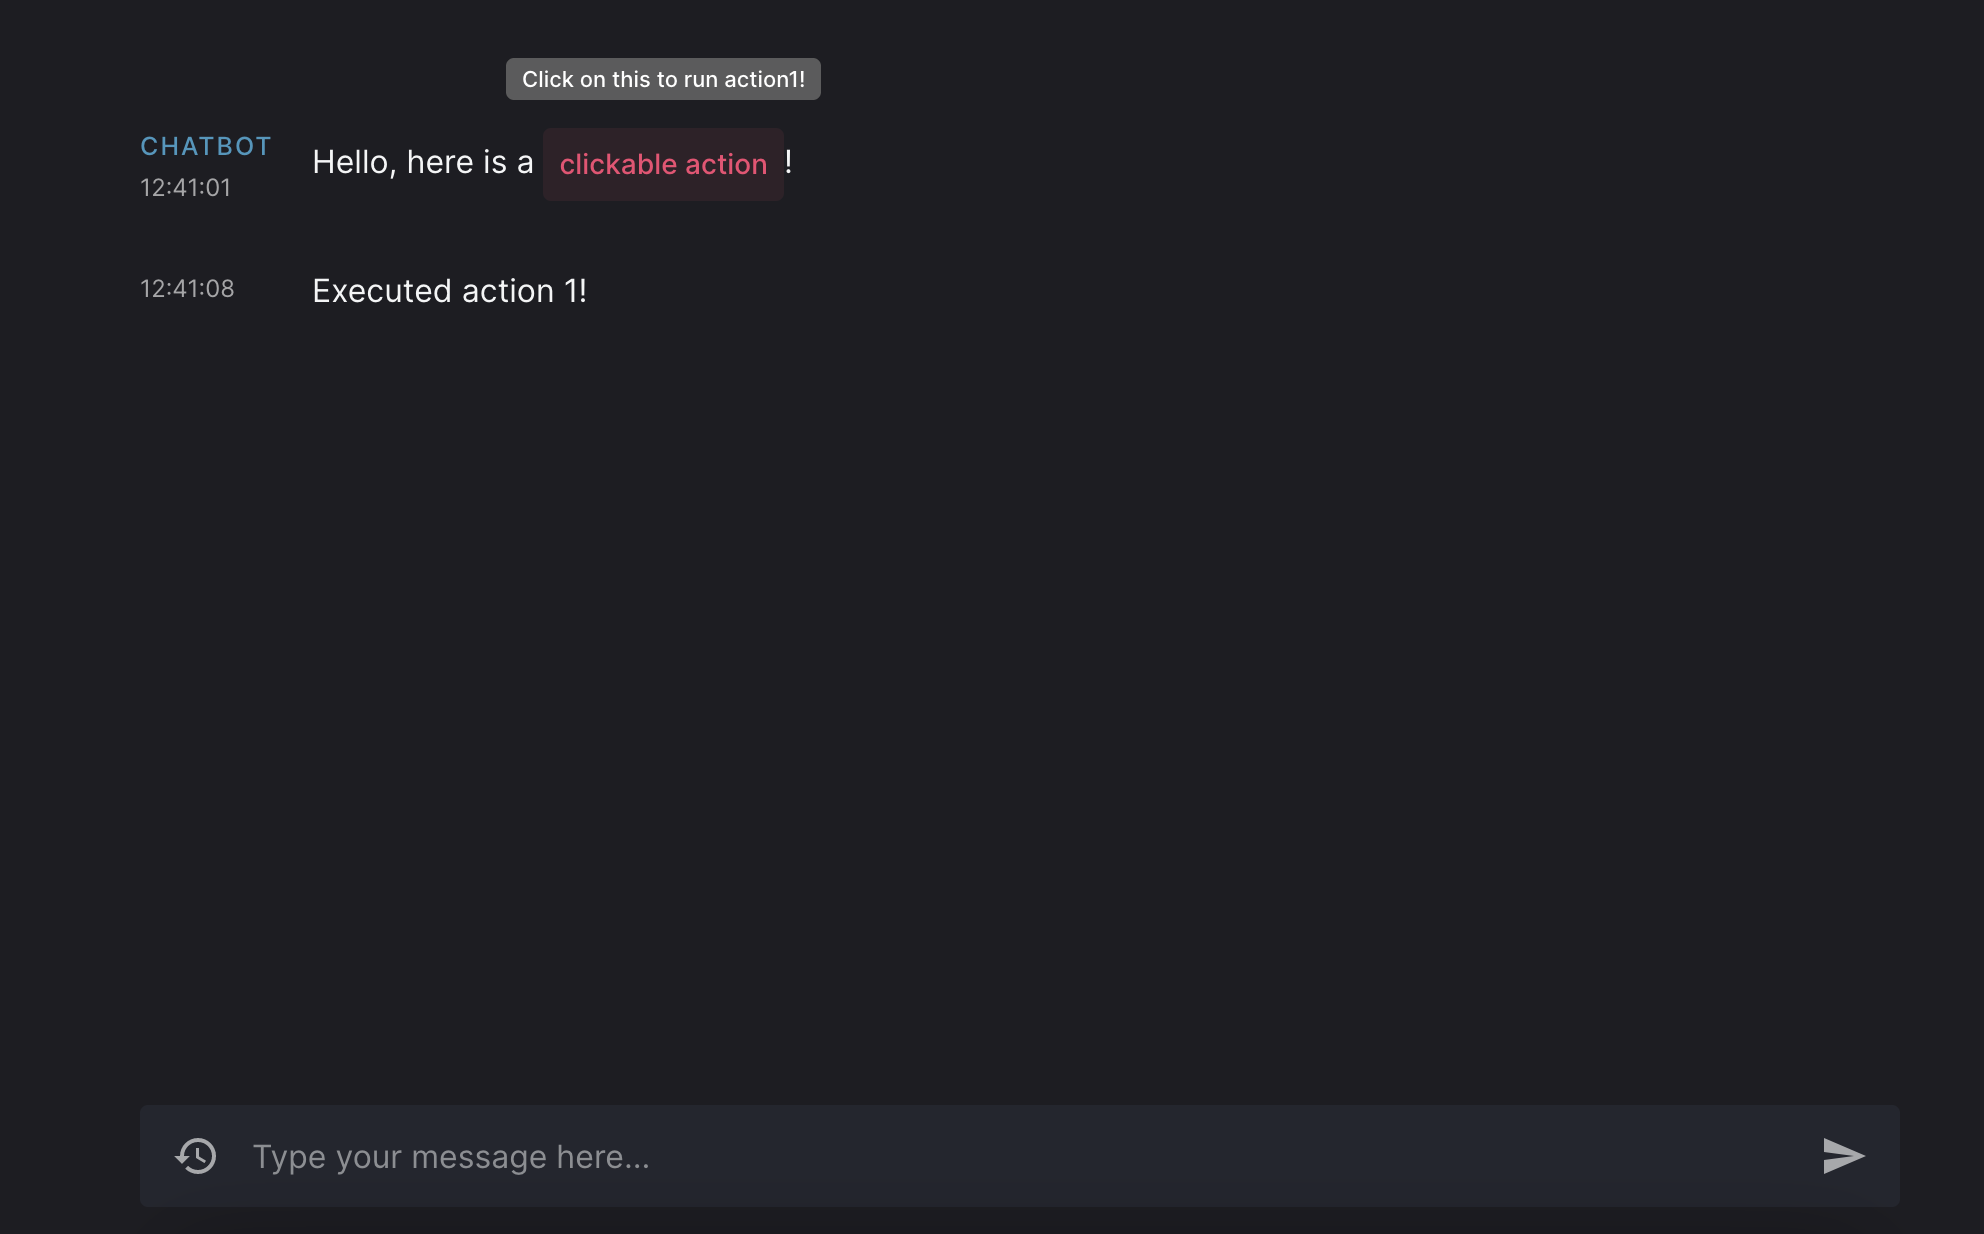 Click on this to run action1!
CHATBOT
Hello, here is a clickable action !
12:41:01
12:41:08 Executed action 1!
Type your message here...